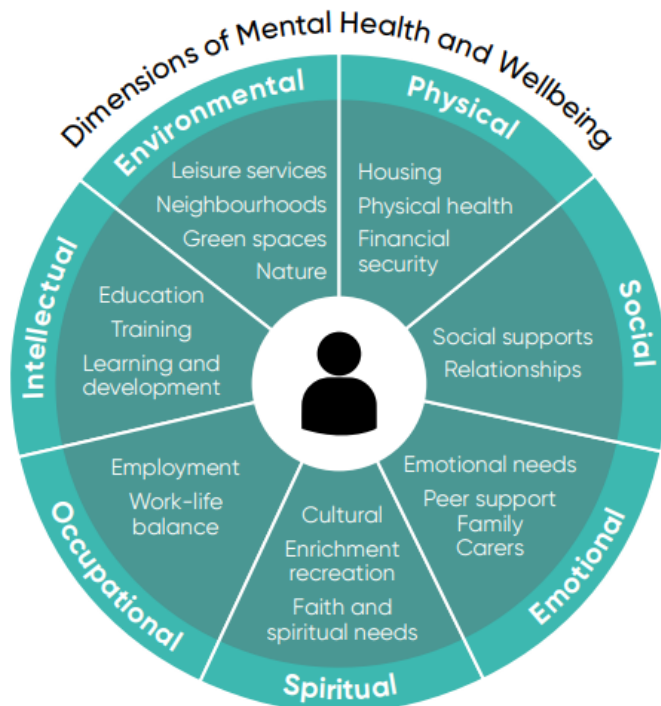 Dimensions of Mental Health and Wellbeing
Physical
Housing
Physical health
Financial
security
Social
Social supports
Relationships
Emotional
Emotional needs
Peer support
Family
Carers
Spiritual
Cultural
Enrichment
recreation
Faith and
spiritual needs
Occupational
Employment
Work-life
balance
Intellectual
Education
Training
Learning and
development
Environmental
Leisure services
Neighbourhoods
Green spaces
Nature